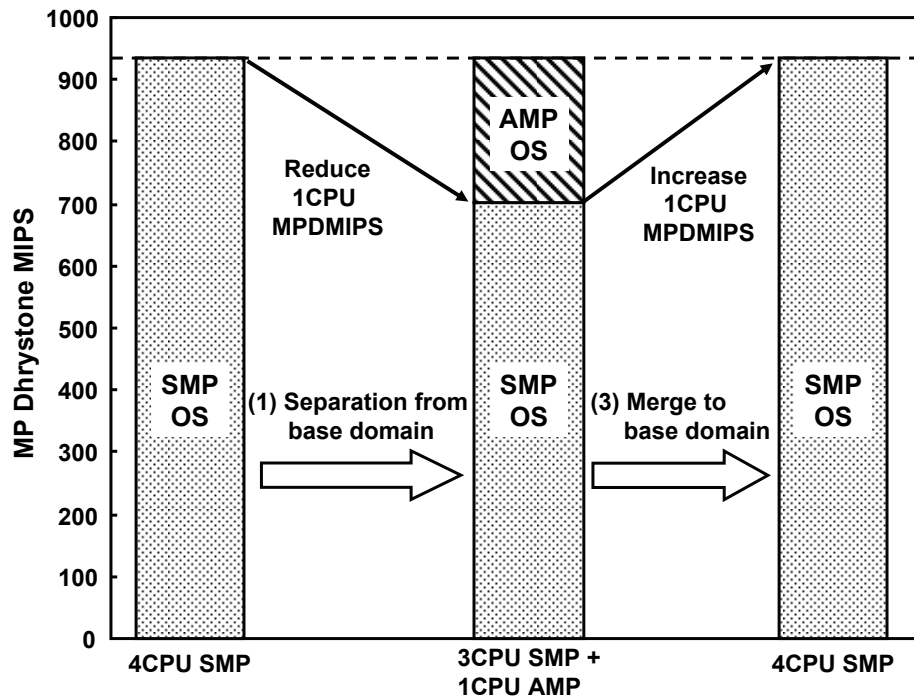 MP Dhrystone MIPS
1000
900
800
700
600
500
400
300
200
100
0
AMP
OS
Reduce
1CPU
MPDMIPS
Increase
1CPU
MPDMIPS
SMP
OS
(1) Separation from
base domain
SMP
OS
(3) Merge to
base domain
SMP
OS
4CPU SMP
3CPU SMP +
1CPU AMP
4CPU SMP